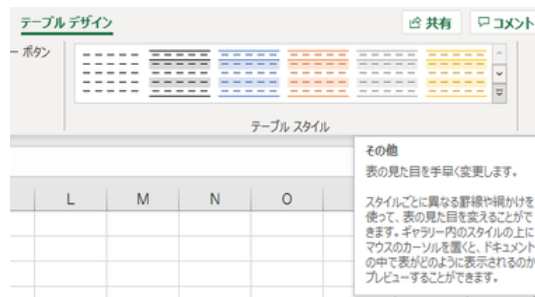 テーブル デザイン
共有
コメント
ー ボタン
テーブル スタイル
その他
表の見た目を手早く変更します。
スタイルごとに異なる罫線や網かけを
使って、表の見た目を変えることがで
きます。ギャラリー内のスタイルの上に
マウスのカーソルを置くと、ドキュメント
の中で表がどのように表示されるのか
プレビューすることができます。
L M N O